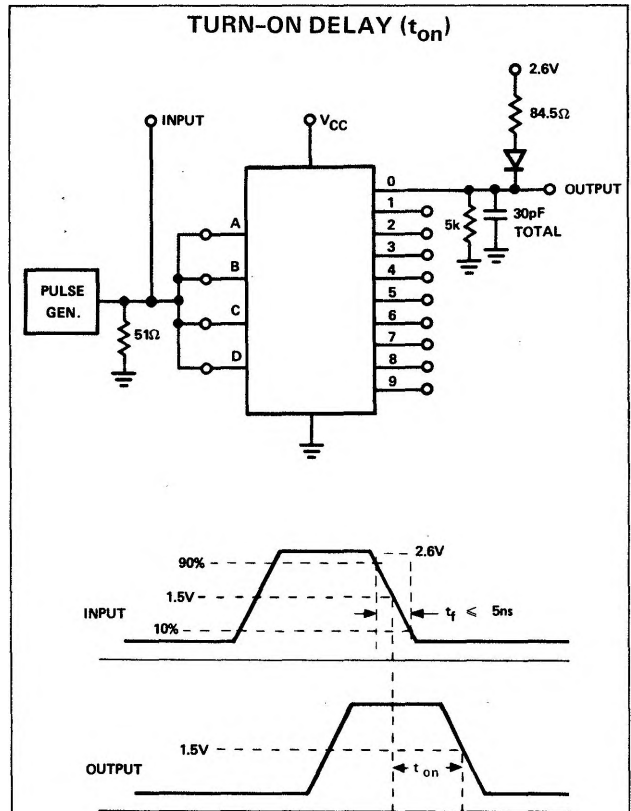 TURN-ON DELAY (ton)
2.6V
84.5Ω
INPUT
VCC
0
OUTPUT
1
2
5k
30pF
TOTAL
3
4
5
6
7
8
9
A
B
C
D
PULSE
GEN.
51Ω
90%
2.6V
1.5V
INPUT
tf ≤ 5ns
10%
1.5V
ton
OUTPUT